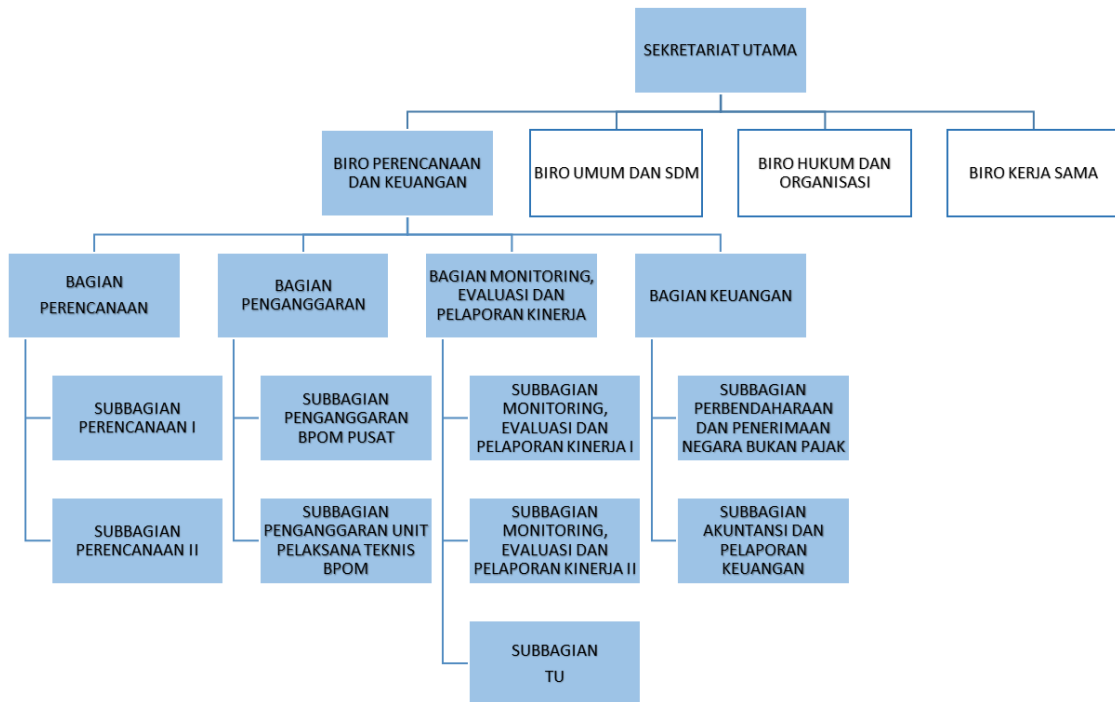 SEKRETARIAT UTAMA
BIRO PERENCANAAN
DAN KEUANGAN
BIRO UMUM DAN SDM
BIRO HUKUM DAN
ORGANISASI
BIRO KERJA SAMA
BAGIAN
PERENCANAAN
BAGIAN
PENGANGGARAN
BAGIAN MONITORING,
EVALUASI DAN
PELAPORAN KINERJA
BAGIAN KEUANGAN
SUBBAGIAN
PERENCANAAN I
SUBBAGIAN
PENGANGGARAN
BPOM PUSAT
SUBBAGIAN
MONITORING,
EVALUASI DAN
PELAPORAN KINERJA I
SUBBAGIAN
PERBENDAHARAAN
DAN PENERIMAAN
NEGARA BUKAN PAJAK
SUBBAGIAN
PERENCANAAN II
SUBBAGIAN
PENGANGGARAN UNIT
PELAKSANA TEKNIS
BPOM
SUBBAGIAN
MONITORING,
EVALUASI DAN
PELAPORAN KINERJA II
SUBBAGIAN
AKUNTANSI DAN
PELAPORAN
KEUANGAN
SUBBAGIAN
TU